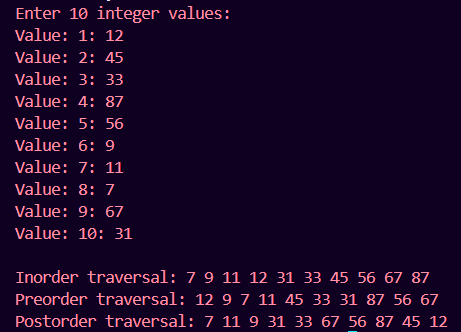 Enter 10 integer values:
Value: 1: 12
Value: 2: 45
Value: 3: 33
Value: 4: 87
Value: 5: 56
Value: 6: 9
Value: 7: 11
Value: 8: 7
Value: 9: 67
Value: 10: 31
Inorder traversal: 7 9 11 12 31 33 45 56 67 87
Preorder traversal: 12 9 7 11 45 33 31 87 56 67
Postorder traversal: 7 11 9 31 33 67 56 87 45 12